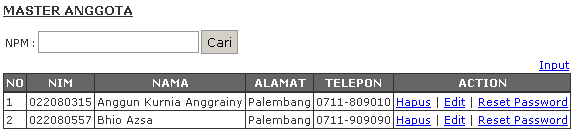 MASTER ANGGOTA
NPM : Cari
Input
NO NIM NAMA ALAMAT TELEPON ACTION
1 022080315 Anggun Kurnia Anggrainy Palembang 0711-809010 Hapus | Edit | Reset Password
2 022080557 Bhio Azsa Palembang 0711-909090 Hapus | Edit | Reset Password